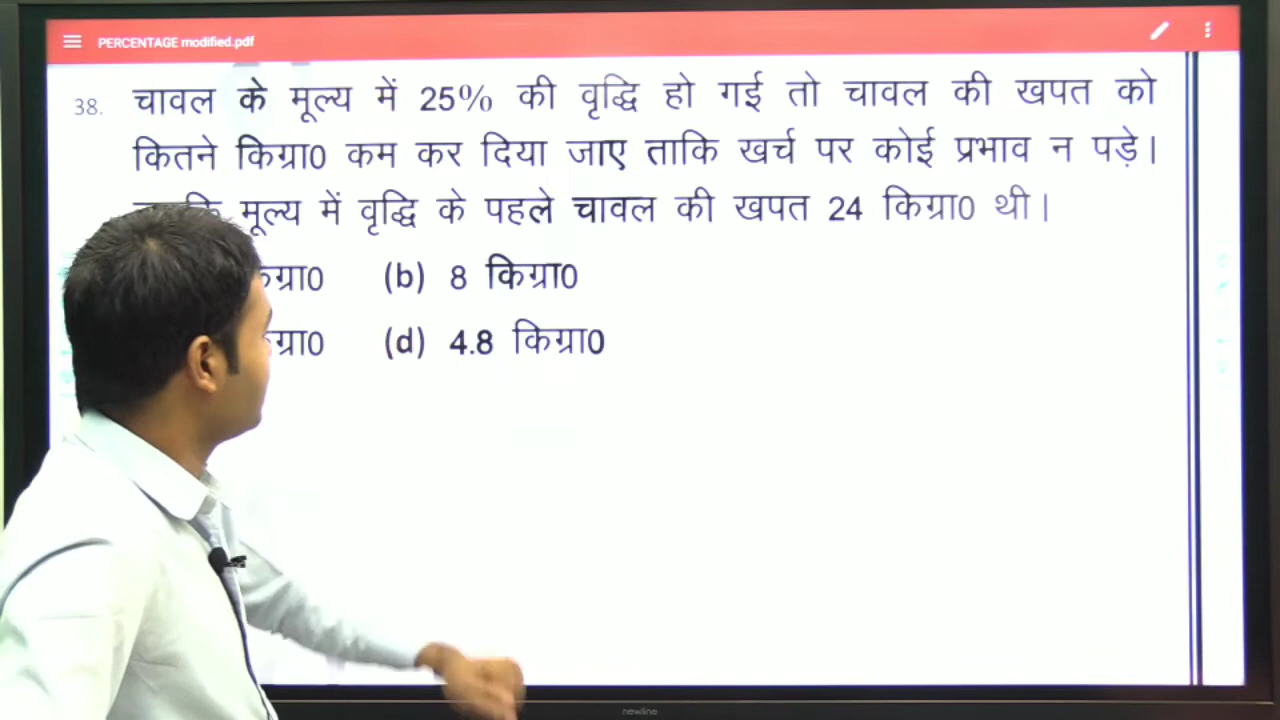 PERCENTAGE modified.pdf
38. चावल के मूल्य में 25% की वृद्धि हो गई तो चावल की खपत को
कितने किग्रा0 कम कर दिया जाए ताकि खर्च पर कोई प्रभाव न पड़े।
मूल्य में वृद्धि के पहले चावल की खपत 24 किग्रा0 थी।
(b) 8 किग्रा0
(d) 4.8 किग्रा0
newline